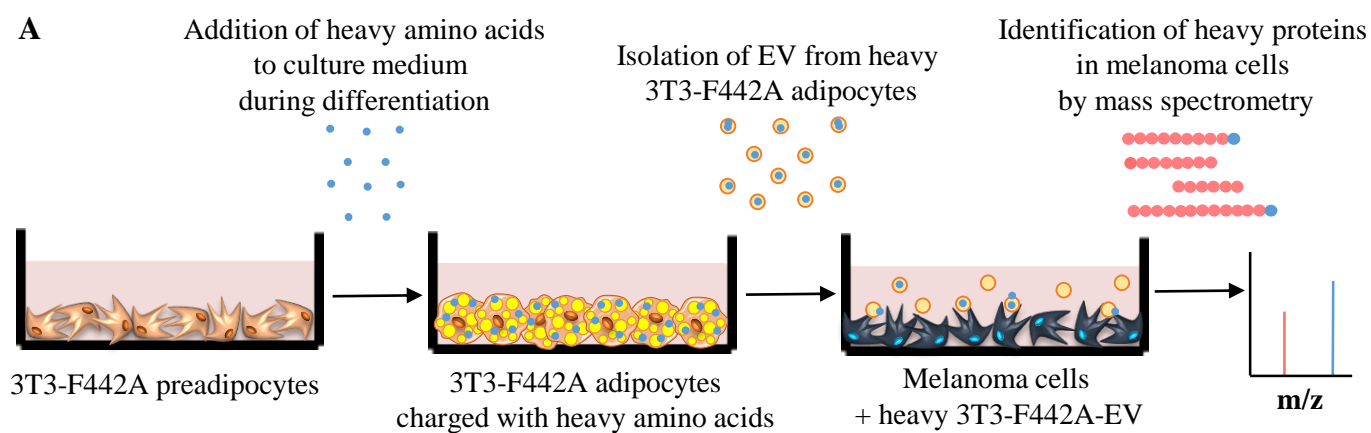 A
Addition of heavy amino acids
to culture medium
during differentiation
Isolation of EV from heavy
3T3-F442A adipocytes
Identification of heavy proteins
in melanoma cells
by mass spectrometry
3T3-F442A preadipocytes
3T3-F442A adipocytes
charged with heavy amino acids
Melanoma cells
+ heavy 3T3-F442A-EV
m/z